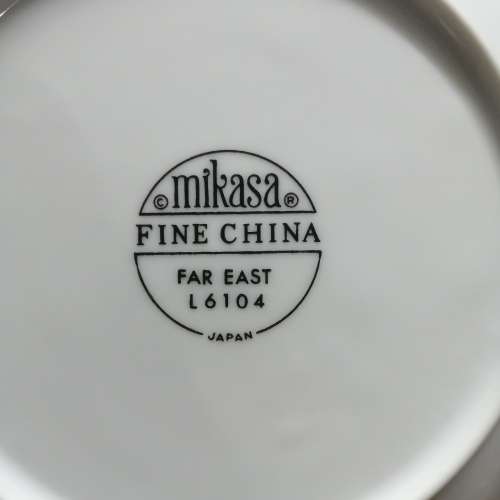 © mikasa ®
FINE CHINA
FAR EAST
L6104
JAPAN